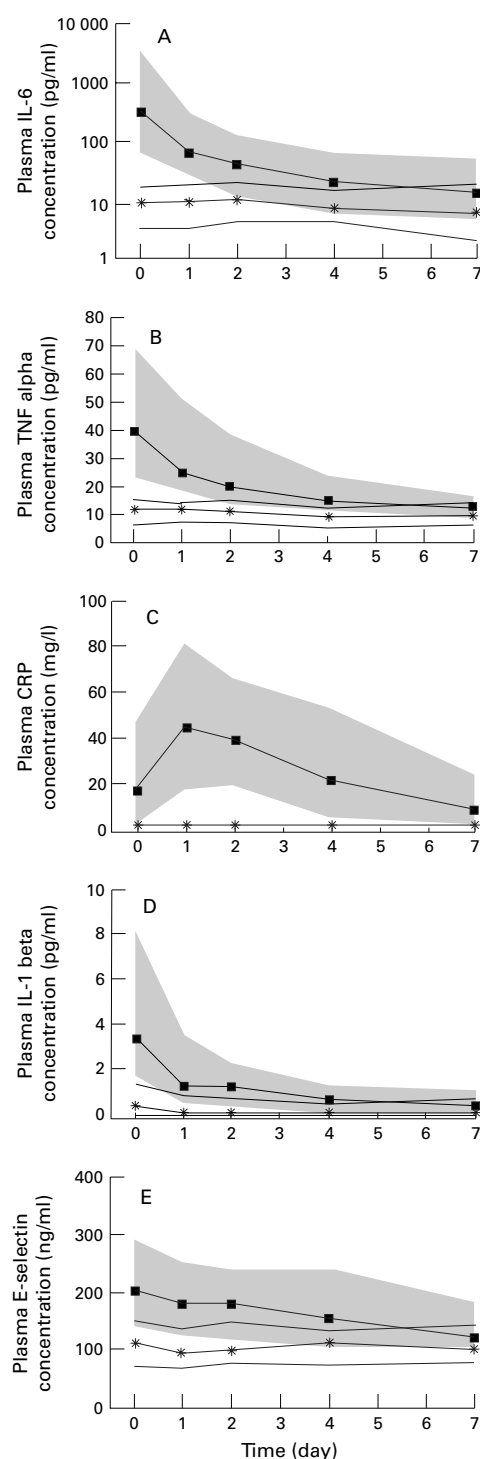 A
Plasma IL-6
concentration (pg/ml)
10 000
1000
100
10
1
0 1 2 3 4 5 6 7
B
Plasma TNF alpha
concentration (pg/ml)
80
70
60
50
40
30
20
10
0
0 1 2 3 4 5 6 7
C
Plasma CRP
concentration (mg/l)
100
80
60
40
20
0
0 1 2 3 4 5 6 7
D
Plasma IL-1 beta
concentration (pg/ml)
10
8
6
4
2
0
0 1 2 3 4 5 6 7
E
Plasma E-selectin
concentration (ng/ml)
400
300
200
100
0
0 1 2 3 4 5 6 7
Time (day)